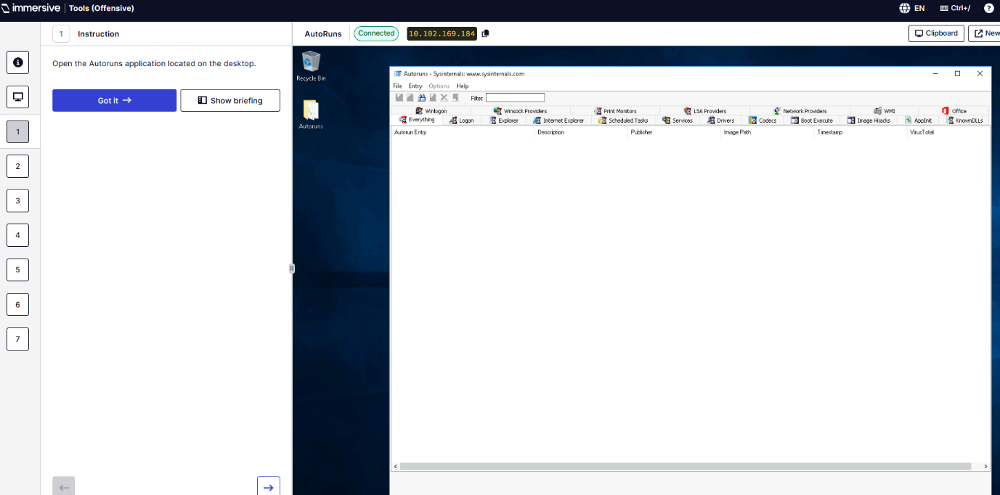 immersive | Tools (Offensive)
EN
Ctrl+/
?
1 Instruction
Open the Autoruns application located on the desktop.
Got it →
Show briefing
1
2
3
4
5
6
7
←
→
AutoRuns
Connected
10.102.169.184
Clipboard
New
Recycle Bin
Autoruns
Autoruns - Sysinternals: www.sysinternals.com
File Entry Options Help
Filter:
Winlogon Winsock Providers Print Monitors LSA Providers Network Providers WMI Office
Everything Logon Explorer Internet Explorer Scheduled Tasks Services Drivers Codecs Boot Execute Image Hijacks AppInit KnownDLLs
Autorun Entry Description Publisher Image Path Timestamp VirusTotal